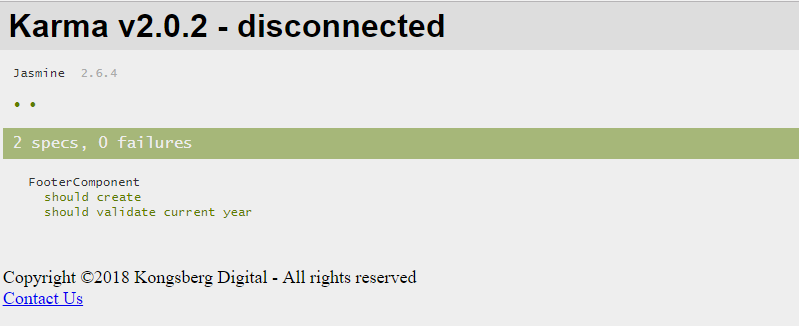 Karma v2.0.2 - disconnected
Jasmine 2.6.4
2 specs, 0 failures
FooterComponent
should create
should validate current year
Copyright ©2018 Kongsberg Digital - All rights reserved
Contact Us